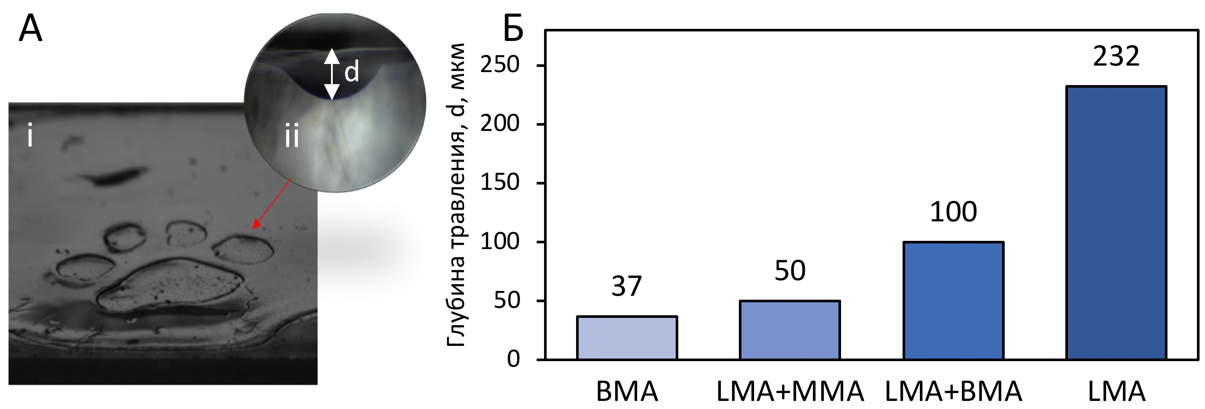 А
i
ii
d
Б
Глубина травления, d, мкм
250
200
150
100
50
0
37
50
100
232
BMA
LMA+MMA
LMA+BMA
LMA